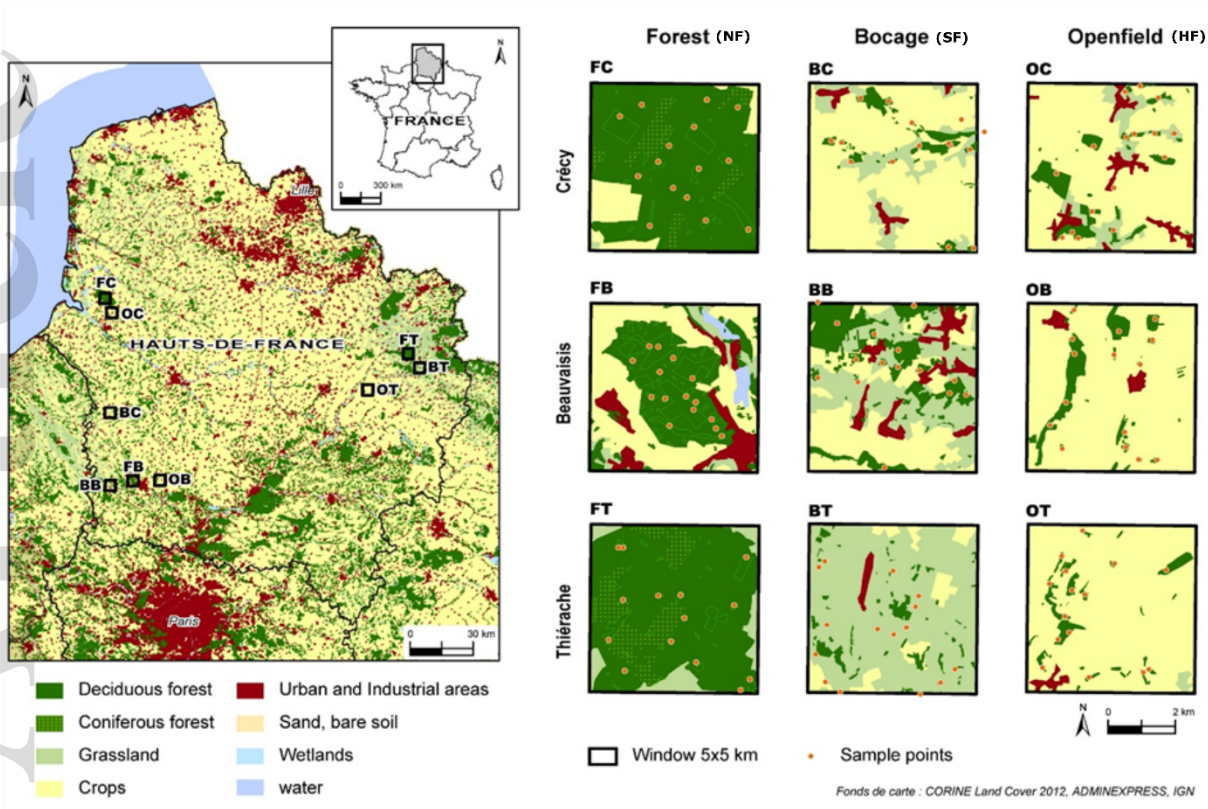 Forest (NF)
Bocage (SF)
Openfield (HF)
N
FRANCE
0 300 km
N
Lille
FC
OC
HAUTS-DE-FRANCE
FT
BT
OT
BC
FB
BB
OB
Paris
0 30 km
FC
BC
OC
Crécy
FB
BB
OB
Beauvaisis
FT
BT
OT
Thiérache
Deciduous forest
Urban and Industrial areas
Coniferous forest
Sand, bare soil
Grassland
Wetlands
Crops
water
Window 5x5 km
Sample points
N
0 2 km
Fonds de carte : CORINE Land Cover 2012, ADMINEXPRESS, IGN